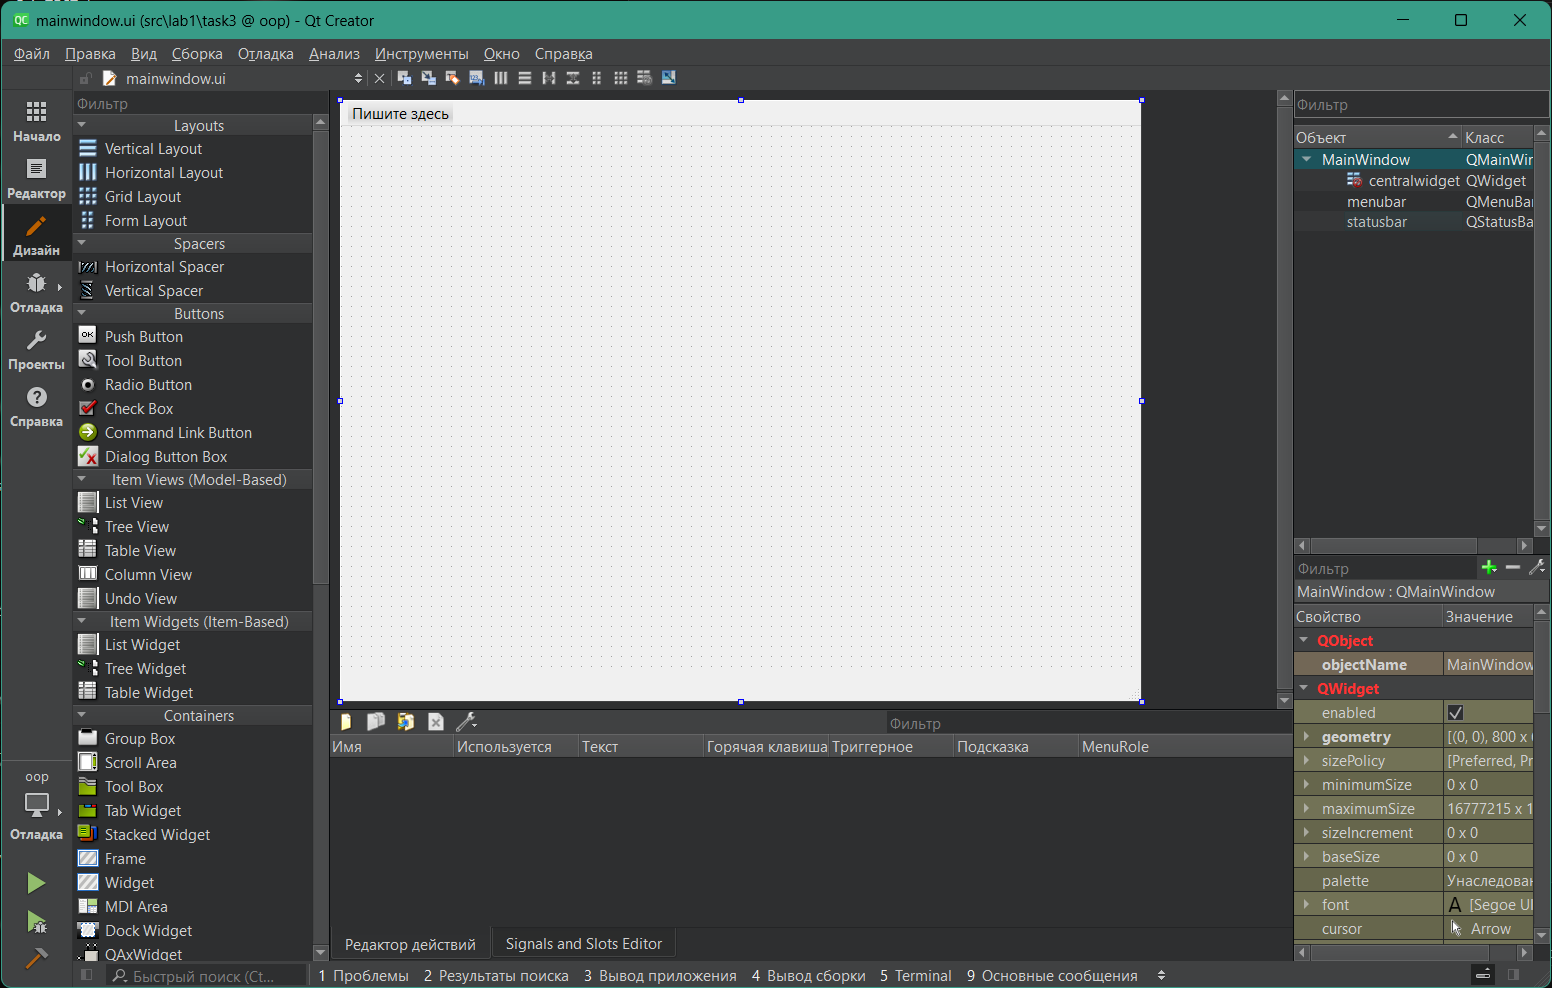 mainwindow.ui (src\lab1\task3 @ oop) - Qt Creator
Файл Правка Вид Сборка Отладка Анализ Инструменты Окно Справка
mainwindow.ui
Начало
Редактор
Дизайн
Отладка
Проекты
Справка
oop
Отладка
Фильтр
Layouts
Vertical Layout
Horizontal Layout
Grid Layout
Form Layout
Spacers
Horizontal Spacer
Vertical Spacer
Buttons
OK Push Button
Tool Button
Radio Button
Check Box
Command Link Button
Dialog Button Box
Item Views (Model-Based)
List View
Tree View
Table View
Column View
Undo View
Item Widgets (Item-Based)
List Widget
Tree Widget
Table Widget
Containers
Group Box
Scroll Area
Tool Box
Tab Widget
Stacked Widget
Frame
Widget
MDI Area
Dock Widget
QAxWidget
Пишите здесь
Фильтр
Имя Используется Текст Горячая клавиша Триггерное Подсказка MenuRole
Редактор действий Signals and Slots Editor
Фильтр
Объект Класс
MainWindow QMainWin
centralwidget QWidget
menubar QMenuBa
statusbar QStatusBa
Фильтр
MainWindow : QMainWindow
Свойство Значение
QObject
objectName MainWindow
QWidget
enabled
geometry [(0, 0), 800 x
sizePolicy [Preferred, Pr
minimumSize 0 x 0
maximumSize 16777215 x 1
sizeIncrement 0 x 0
baseSize 0 x 0
palette Унаследован
font A [Segoe UI
cursor Arrow
Быстрый поиск (Ct... 1 Проблемы 2 Результаты поиска 3 Вывод приложения 4 Вывод сборки 5 Terminal 9 Основные сообщения